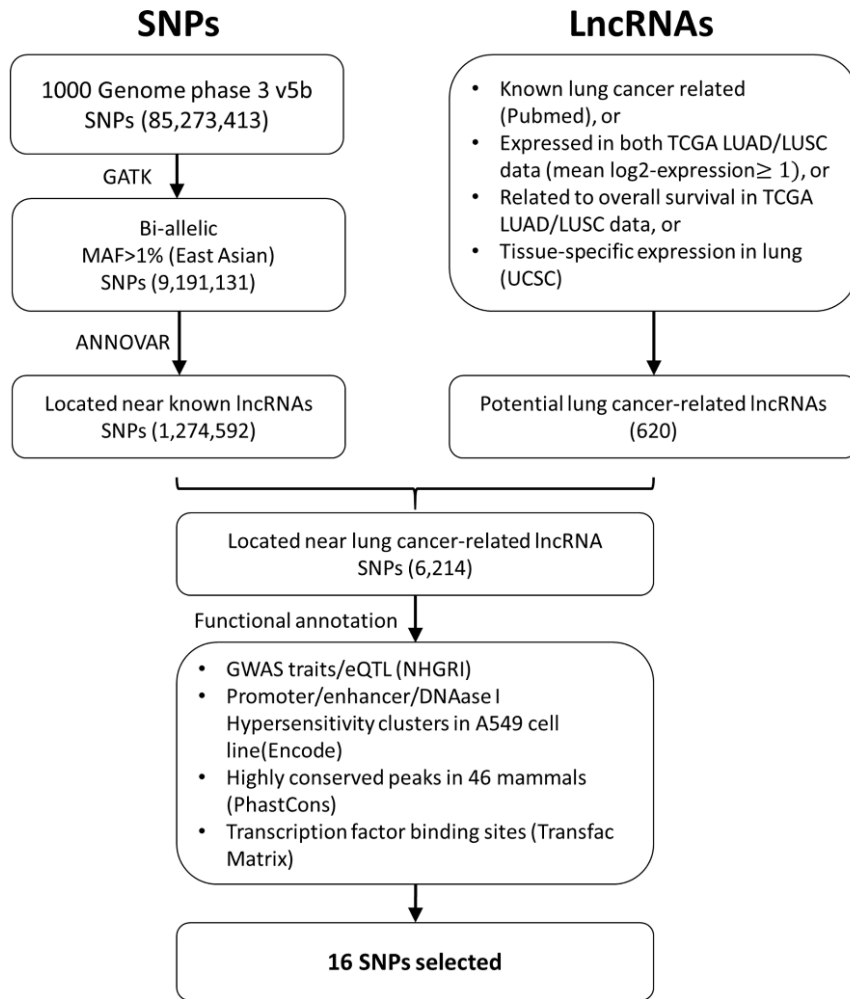 SNPs
1000 Genome phase 3 v5b
SNPs (85,273,413)
GATK
Bi-allelic
MAF>1% (East Asian)
SNPs (9,191,131)
ANNOVAR
Located near known lncRNAs
SNPs (1,274,592)
LncRNAs
• Known lung cancer related
(Pubmed), or
• Expressed in both TCGA LUAD/LUSC
data (mean log2-expression≥ 1), or
• Related to overall survival in TCGA
LUAD/LUSC data, or
• Tissue-specific expression in lung
(UCSC)
Potential lung cancer-related lncRNAs
(620)
Located near lung cancer-related lncRNA
SNPs (6,214)
Functional annotation
• GWAS traits/eQTL (NHGRI)
• Promoter/enhancer/DNAase I
Hypersensitivity clusters in A549 cell
line(Encode)
• Highly conserved peaks in 46 mammals
(PhastCons)
• Transcription factor binding sites (Transfac
Matrix)
16 SNPs selected